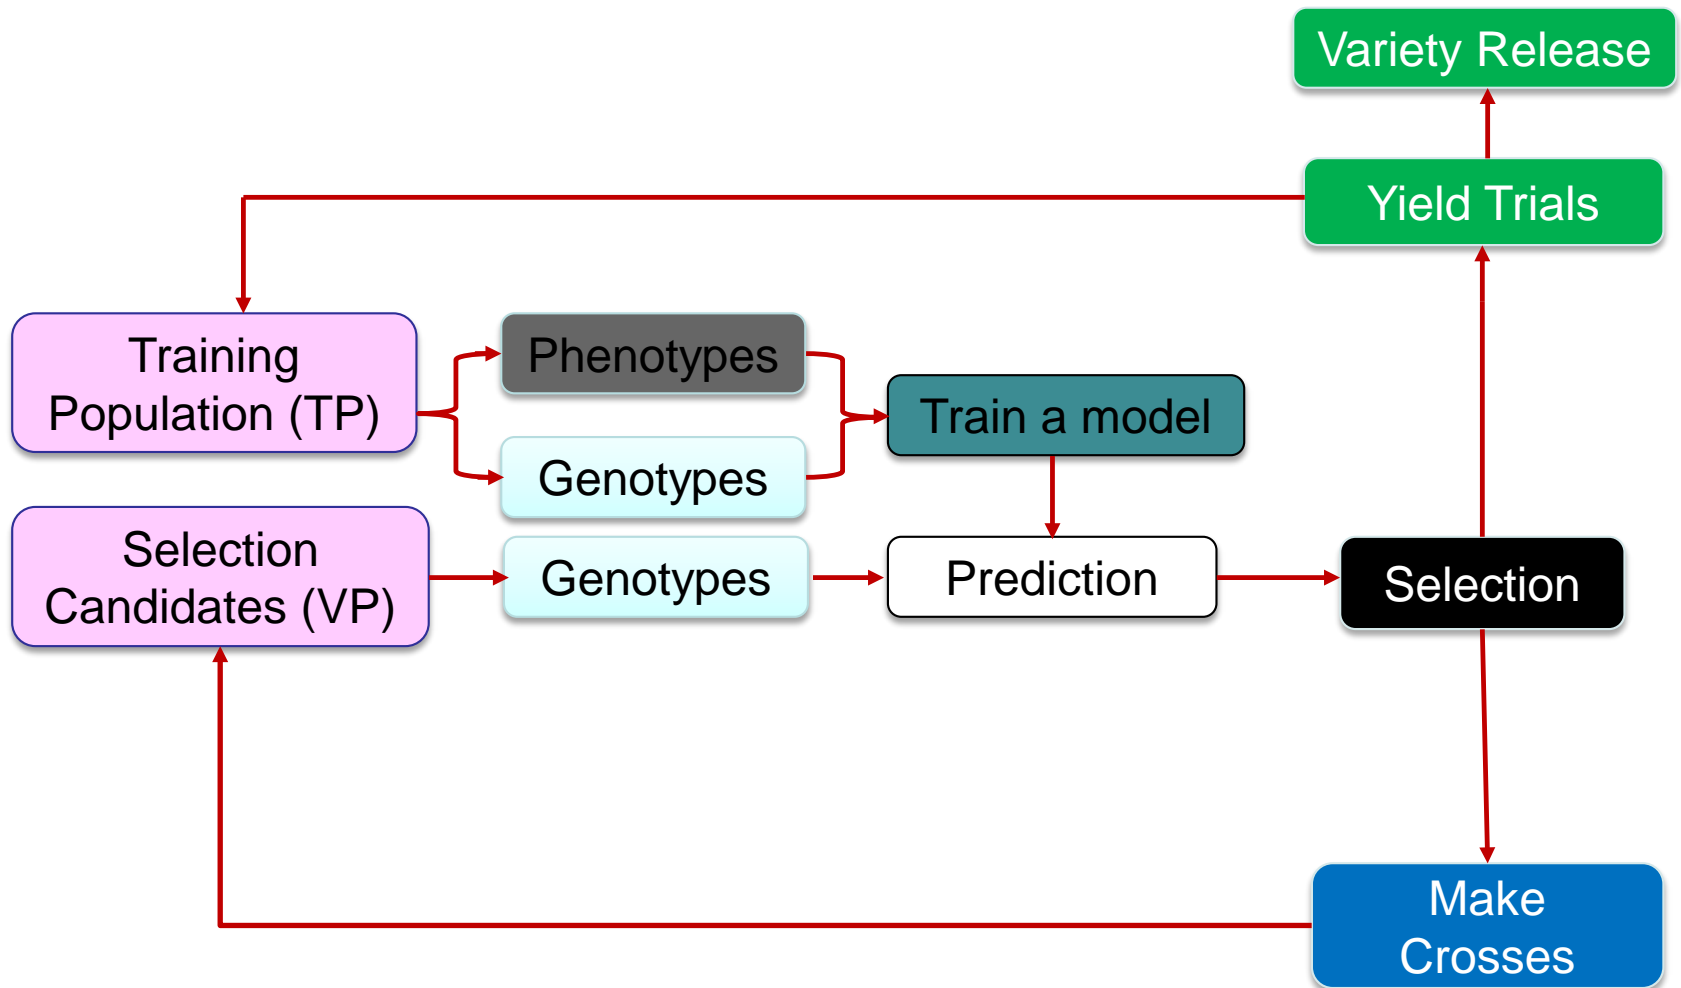 Variety Release
Yield Trials
Training
Population (TP)
Phenotypes
Train a model
Genotypes
Selection
Candidates (VP)
Genotypes
Prediction
Selection
Make
Crosses